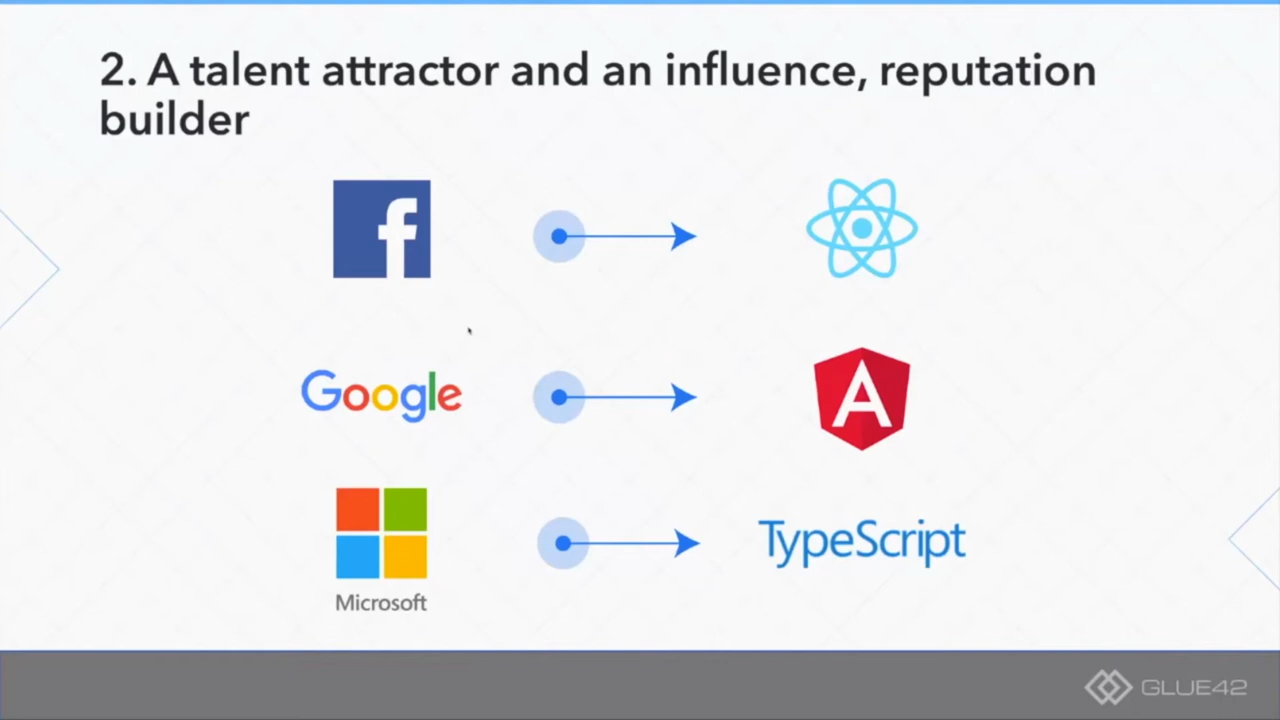 2. A talent attractor and an influence, reputation
builder
f
Google
A
TypeScript
Microsoft
GLUE42